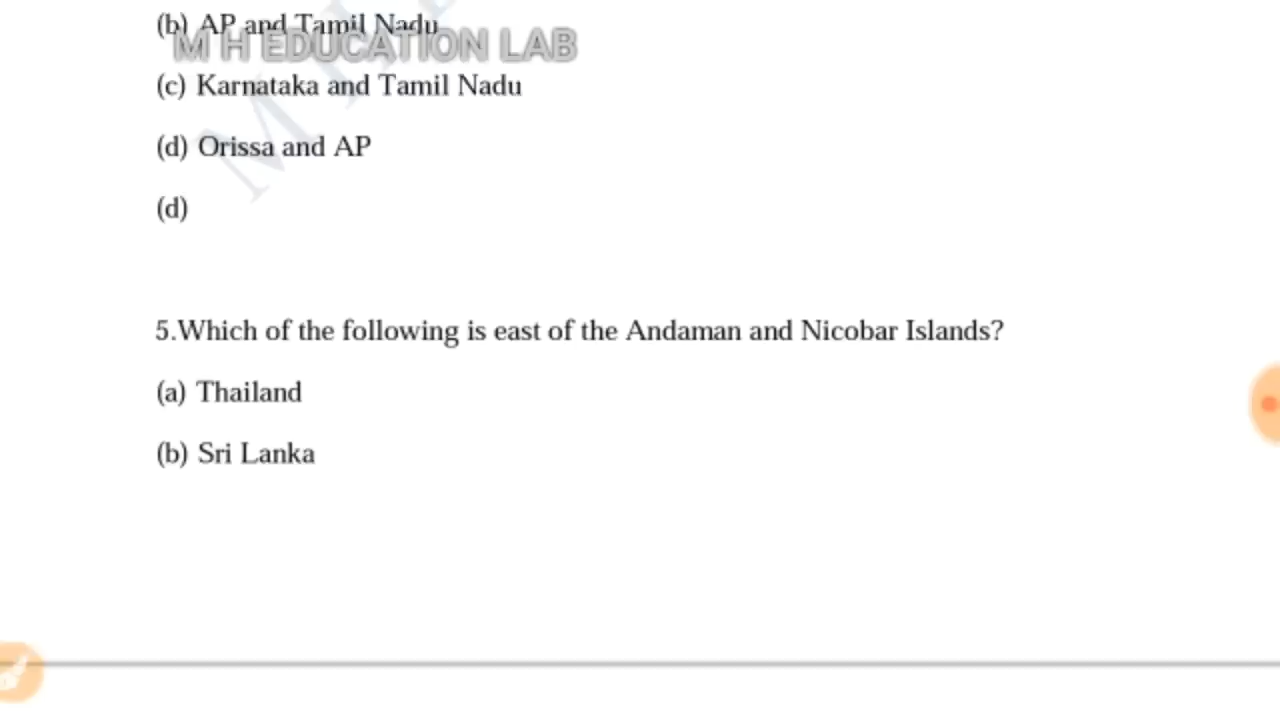 (b) AP and Tamil Nadu
M H EDUCATION LAB
(c) Karnataka and Tamil Nadu
(d) Orissa and AP
(d)
5.Which of the following is east of the Andaman and Nicobar Islands?
(a) Thailand
(b) Sri Lanka